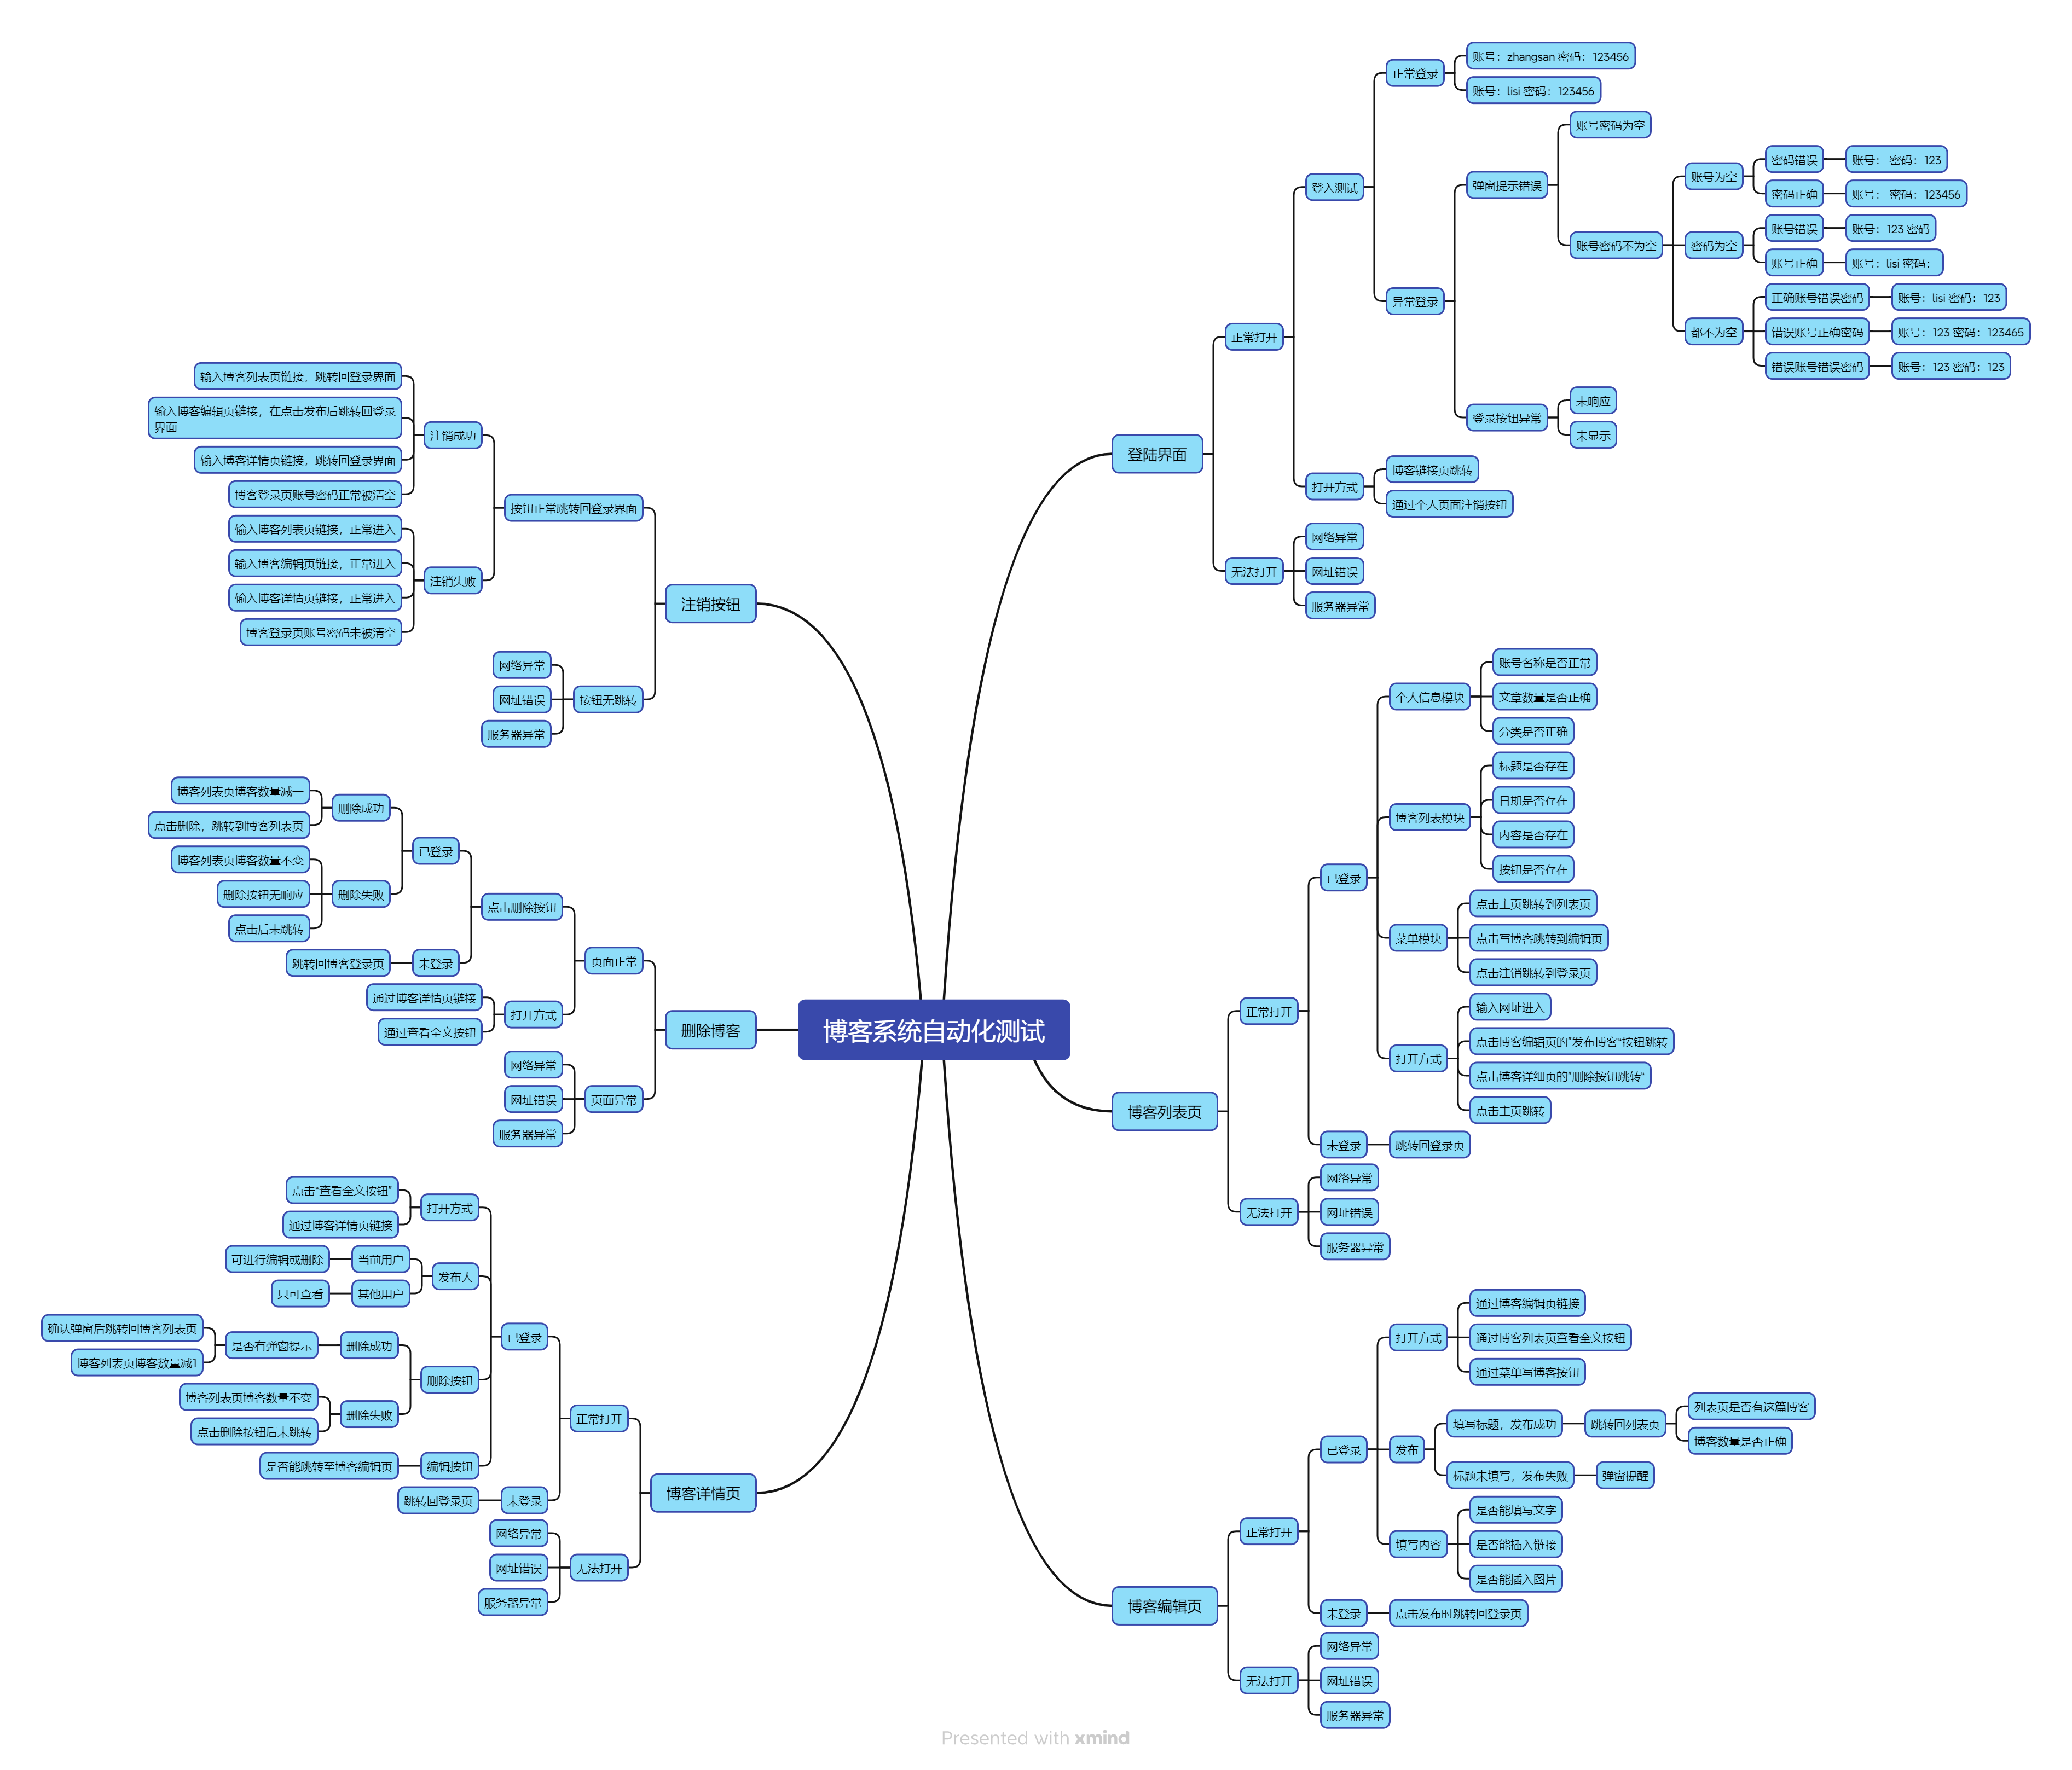 博客系统自动化测试
登陆界面
正常打开
登入测试
正常登录
账号：zhangsan 密码：123456
账号：lisi 密码：123456
异常登录
弹窗提示错误
账号密码为空
账号密码不为空
账号为空
密码错误
账号： 密码：123
密码正确
账号： 密码：123456
密码为空
账号错误
账号：123 密码
账号正确
账号：lisi 密码：
都不为空
正确账号错误密码
账号：lisi 密码：123
错误账号正确密码
账号：123 密码：123465
错误账号错误密码
账号：123 密码：123
登录按钮异常
未响应
未显示
打开方式
博客链接页跳转
通过个人页面注销按钮
无法打开
网络异常
网址错误
服务器异常
博客列表页
正常打开
已登录
个人信息模块
账号名称是否正常
文章数量是否正确
分类是否正确
博客列表模块
标题是否存在
日期是否存在
内容是否存在
按钮是否存在
菜单模块
点击主页跳转到列表页
点击写博客跳转到编辑页
点击注销跳转到登录页
打开方式
输入网址进入
点击博客编辑页的"发布博客"按钮跳转
点击博客详细页的"删除按钮跳转"
点击主页跳转
未登录
跳转回登录页
无法打开
网络异常
网址错误
服务器异常
博客编辑页
正常打开
已登录
打开方式
通过博客编辑页链接
通过博客列表页查看全文按钮
通过菜单写博客按钮
发布
填写标题，发布成功
跳转回列表页
列表页是否有这篇博客
博客数量是否正确
标题未填写，发布失败
弹窗提醒
填写内容
是否能填写文字
是否能插入链接
是否能插入图片
未登录
点击发布时跳转回登录页
无法打开
网络异常
网址错误
服务器异常
注销按钮
按钮正常跳转回登录界面
注销成功
输入博客列表页链接，跳转回登录界面
输入博客编辑页链接，在点击发布后跳转回登录
界面
输入博客详情页链接，跳转回登录界面
博客登录页账号密码正常被清空
注销失败
输入博客列表页链接，正常进入
输入博客编辑页链接，正常进入
输入博客详情页链接，正常进入
博客登录页账号密码未被清空
按钮无跳转
网络异常
网址错误
服务器异常
删除博客
页面正常
点击删除按钮
已登录
删除成功
博客列表页博客数量减一
点击删除，跳转到博客列表页
删除失败
博客列表页博客数量不变
删除按钮无响应
点击后未跳转
未登录
跳转回博客登录页
打开方式
通过博客详情页链接
通过查看全文按钮
页面异常
网络异常
网址错误
服务器异常
博客详情页
正常打开
已登录
打开方式
点击"查看全文按钮"
通过博客详情页链接
发布人
当前用户
可进行编辑或删除
其他用户
只可查看
删除按钮
删除成功
是否有弹窗提示
确认弹窗后跳转回博客列表页
博客列表页博客数量减1
删除失败
博客列表页博客数量不变
点击删除按钮后未跳转
编辑按钮
是否能跳转至博客编辑页
未登录
跳转回登录页
无法打开
网络异常
网址错误
服务器异常
Presented with xmind